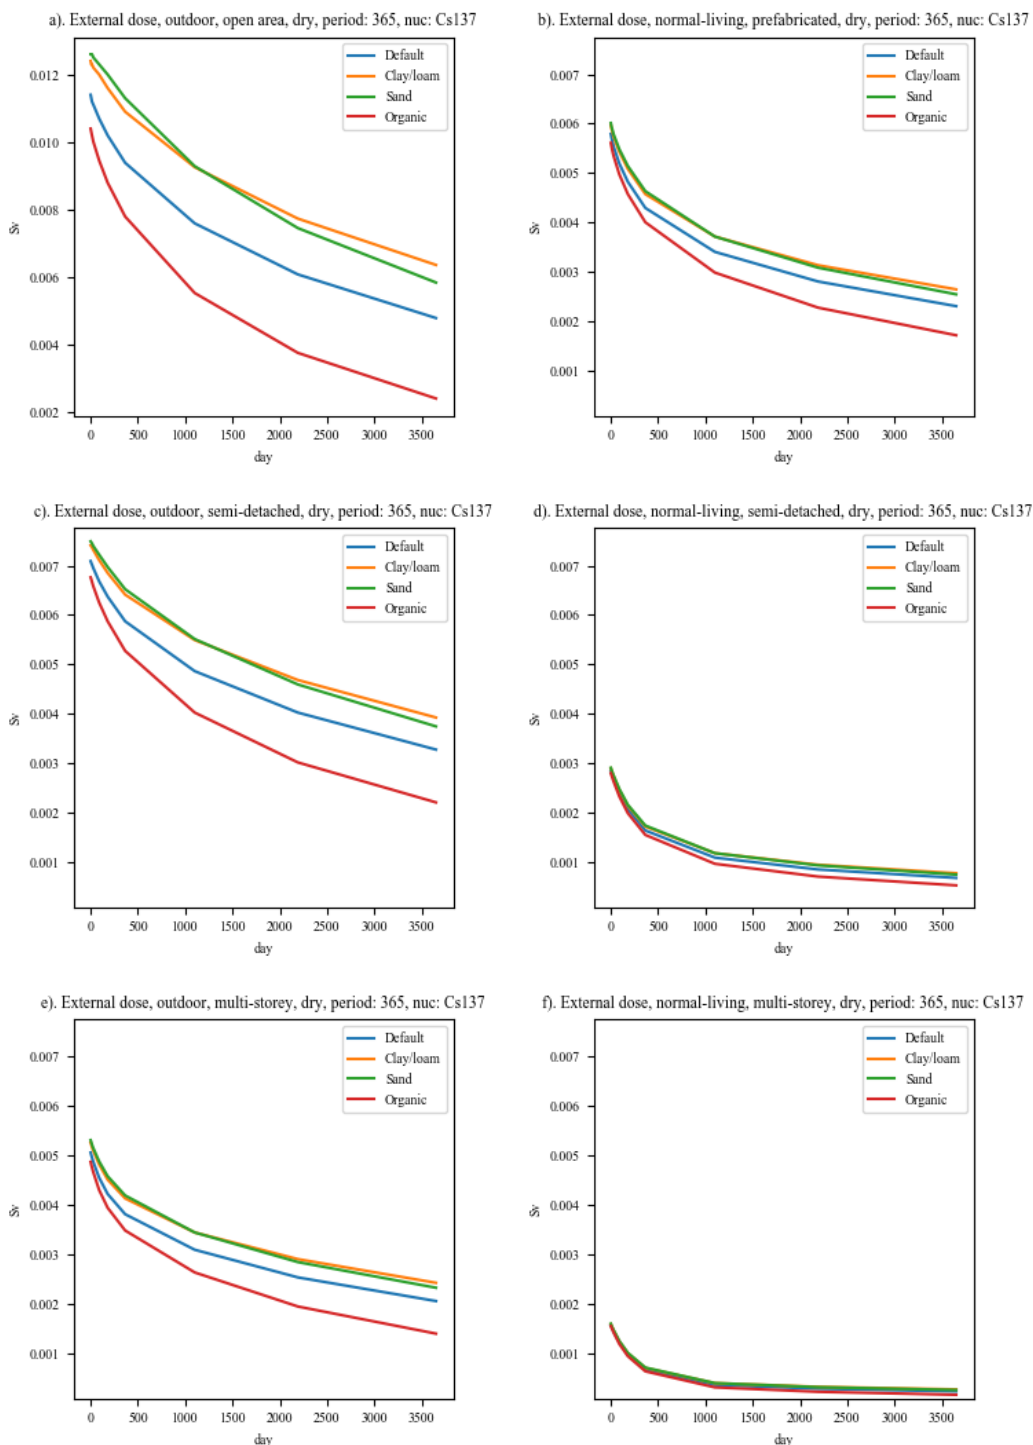 a). External dose, outdoor, open area, dry, period: 365, nuc: Cs137
Default
Clay/loam
Sand
Organic
0.012
0.010
0.008
0.006
0.004
0.002
Sv
0 500 1000 1500 2000 2500 3000 3500
day
b). External dose, normal-living, prefabricated, dry, period: 365, nuc: Cs137
Default
Clay/loam
Sand
Organic
0.007
0.006
0.005
0.004
0.003
0.002
0.001
Sv
0 500 1000 1500 2000 2500 3000 3500
day
c). External dose, outdoor, semi-detached, dry, period: 365, nuc: Cs137
Default
Clay/loam
Sand
Organic
0.007
0.006
0.005
0.004
0.003
0.002
0.001
Sv
0 500 1000 1500 2000 2500 3000 3500
day
d). External dose, normal-living, semi-detached, dry, period: 365, nuc: Cs137
Default
Clay/loam
Sand
Organic
0.007
0.006
0.005
0.004
0.003
0.002
0.001
Sv
0 500 1000 1500 2000 2500 3000 3500
day
e). External dose, outdoor, multi-storey, dry, period: 365, nuc: Cs137
Default
Clay/loam
Sand
Organic
0.007
0.006
0.005
0.004
0.003
0.002
0.001
Sv
0 500 1000 1500 2000 2500 3000 3500
day
f). External dose, normal-living, multi-storey, dry, period: 365, nuc: Cs137
Default
Clay/loam
Sand
Organic
0.007
0.006
0.005
0.004
0.003
0.002
0.001
Sv
0 500 1000 1500 2000 2500 3000 3500
day